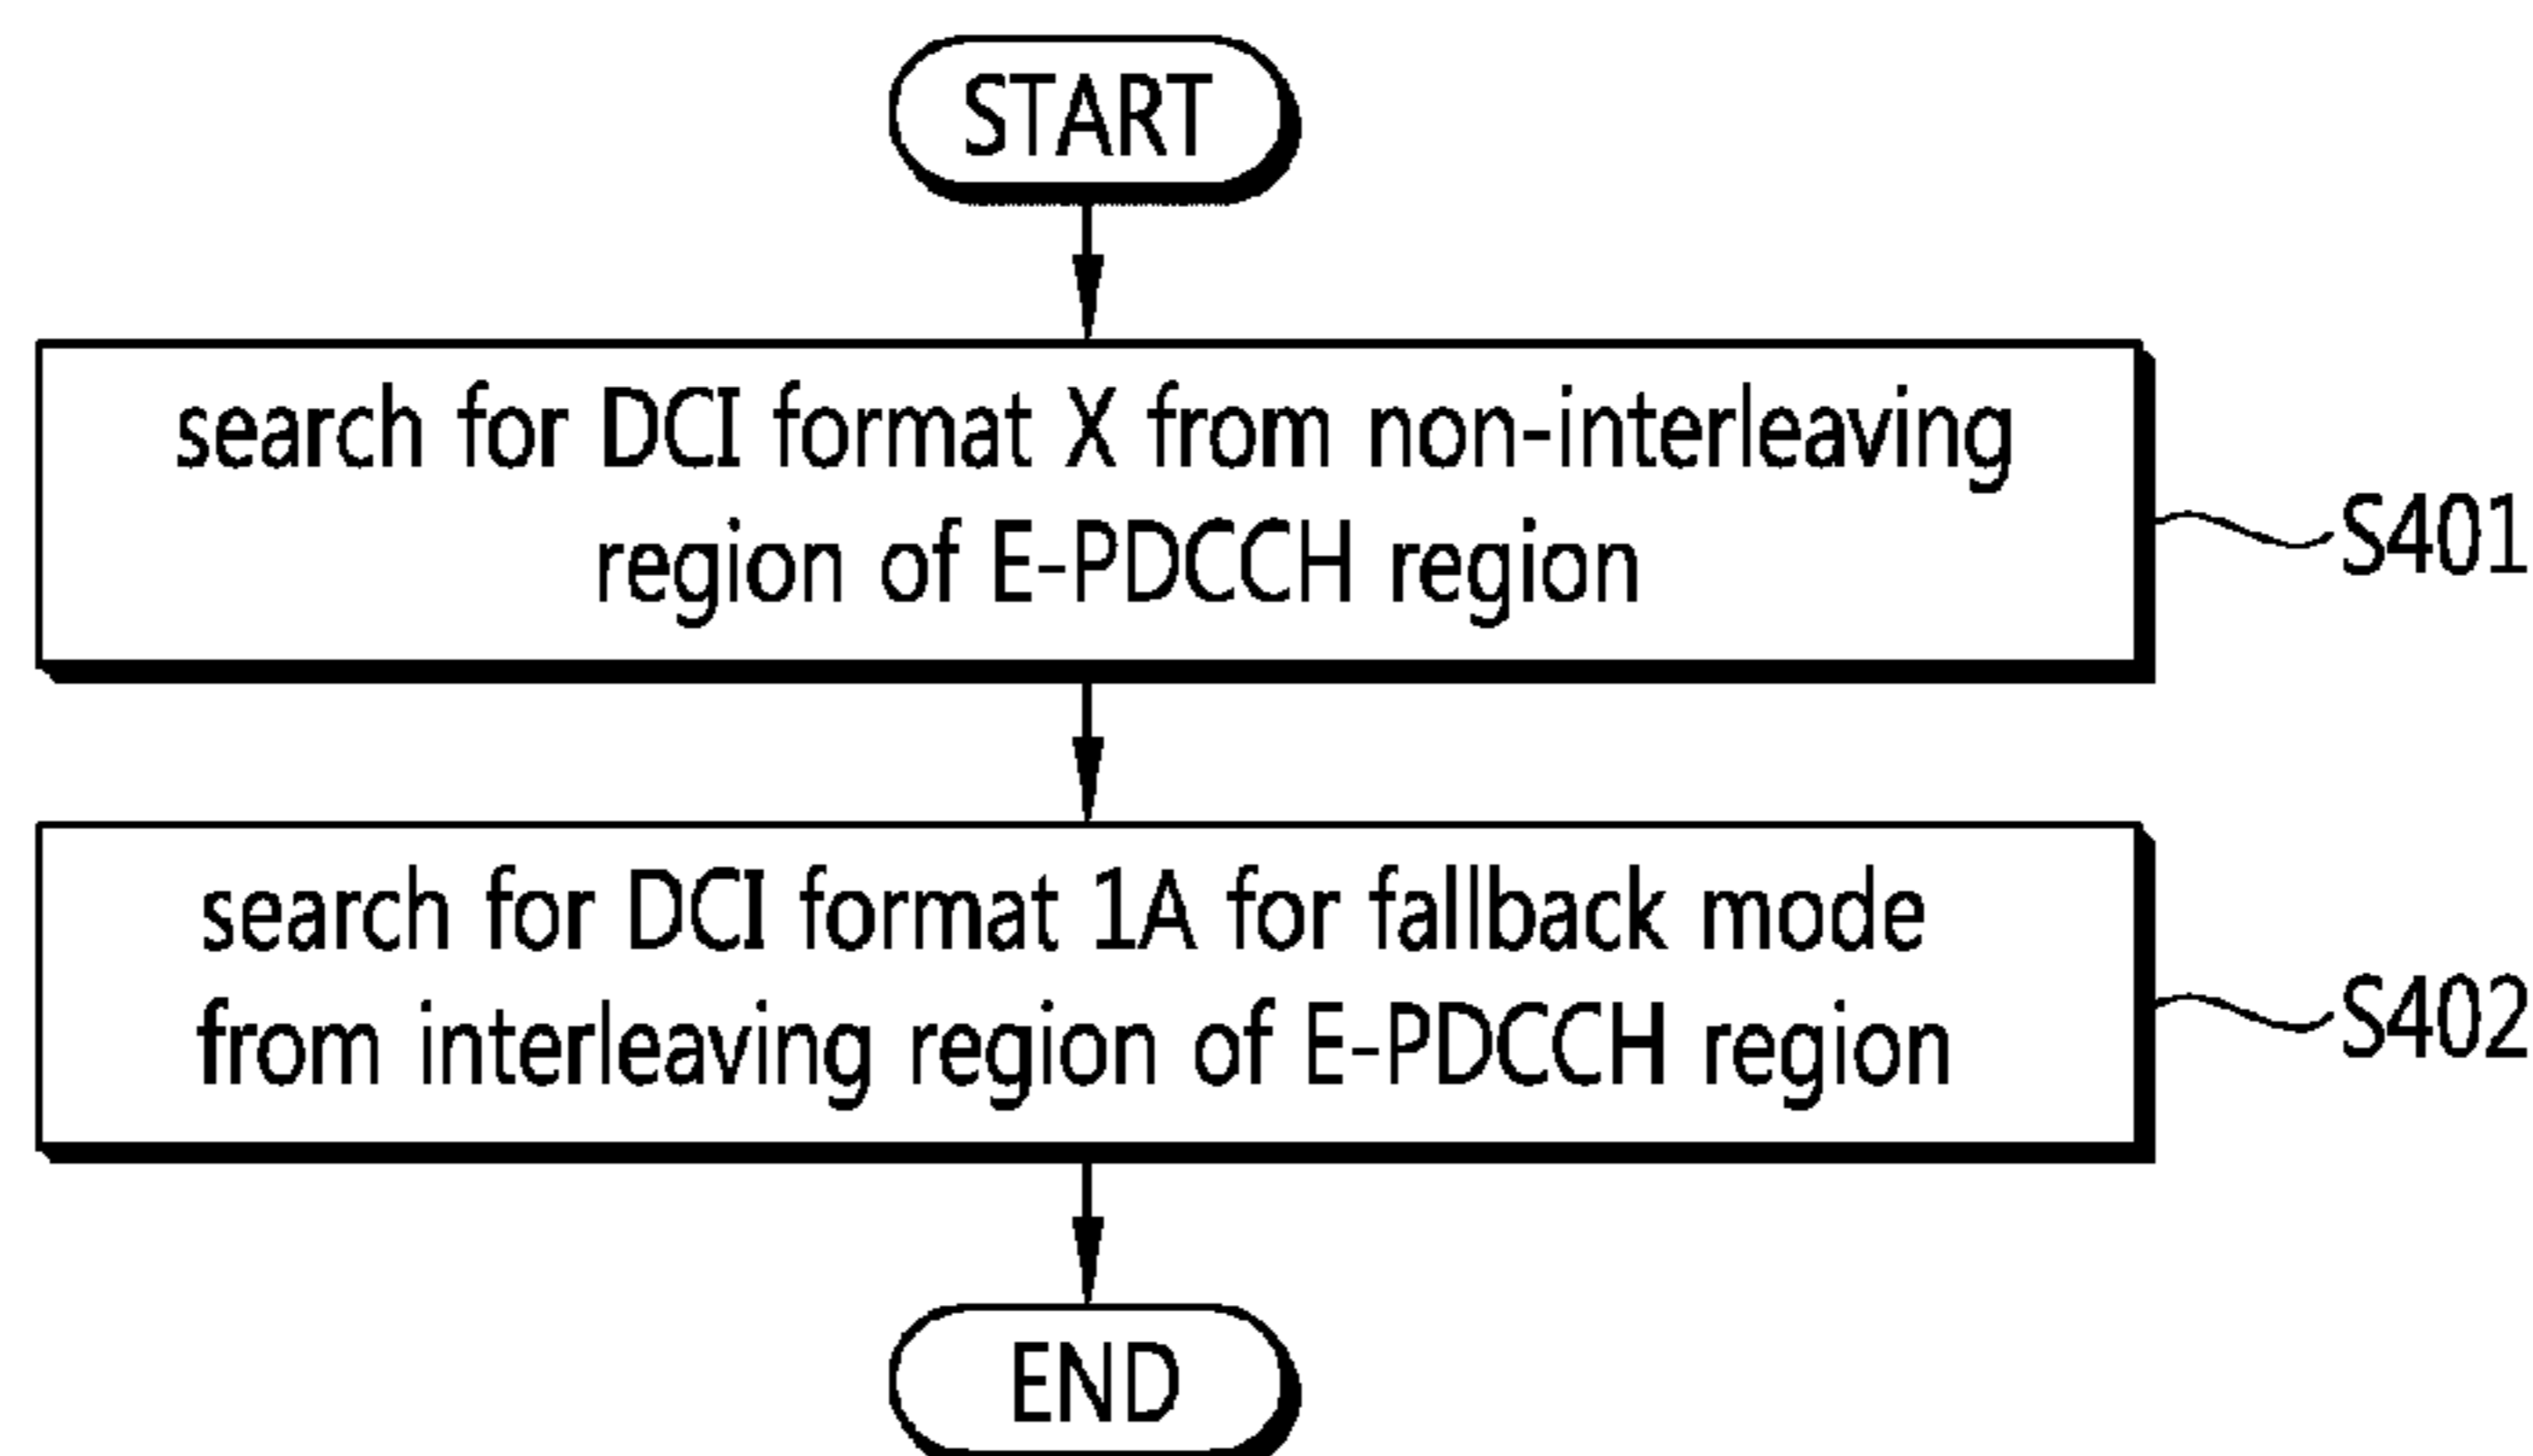 START
search for DCI format X from non-interleaving
region of E-PDCCH region
S401
search for DCI format 1A for fallback mode
from interleaving region of E-PDCCH region
S402
END